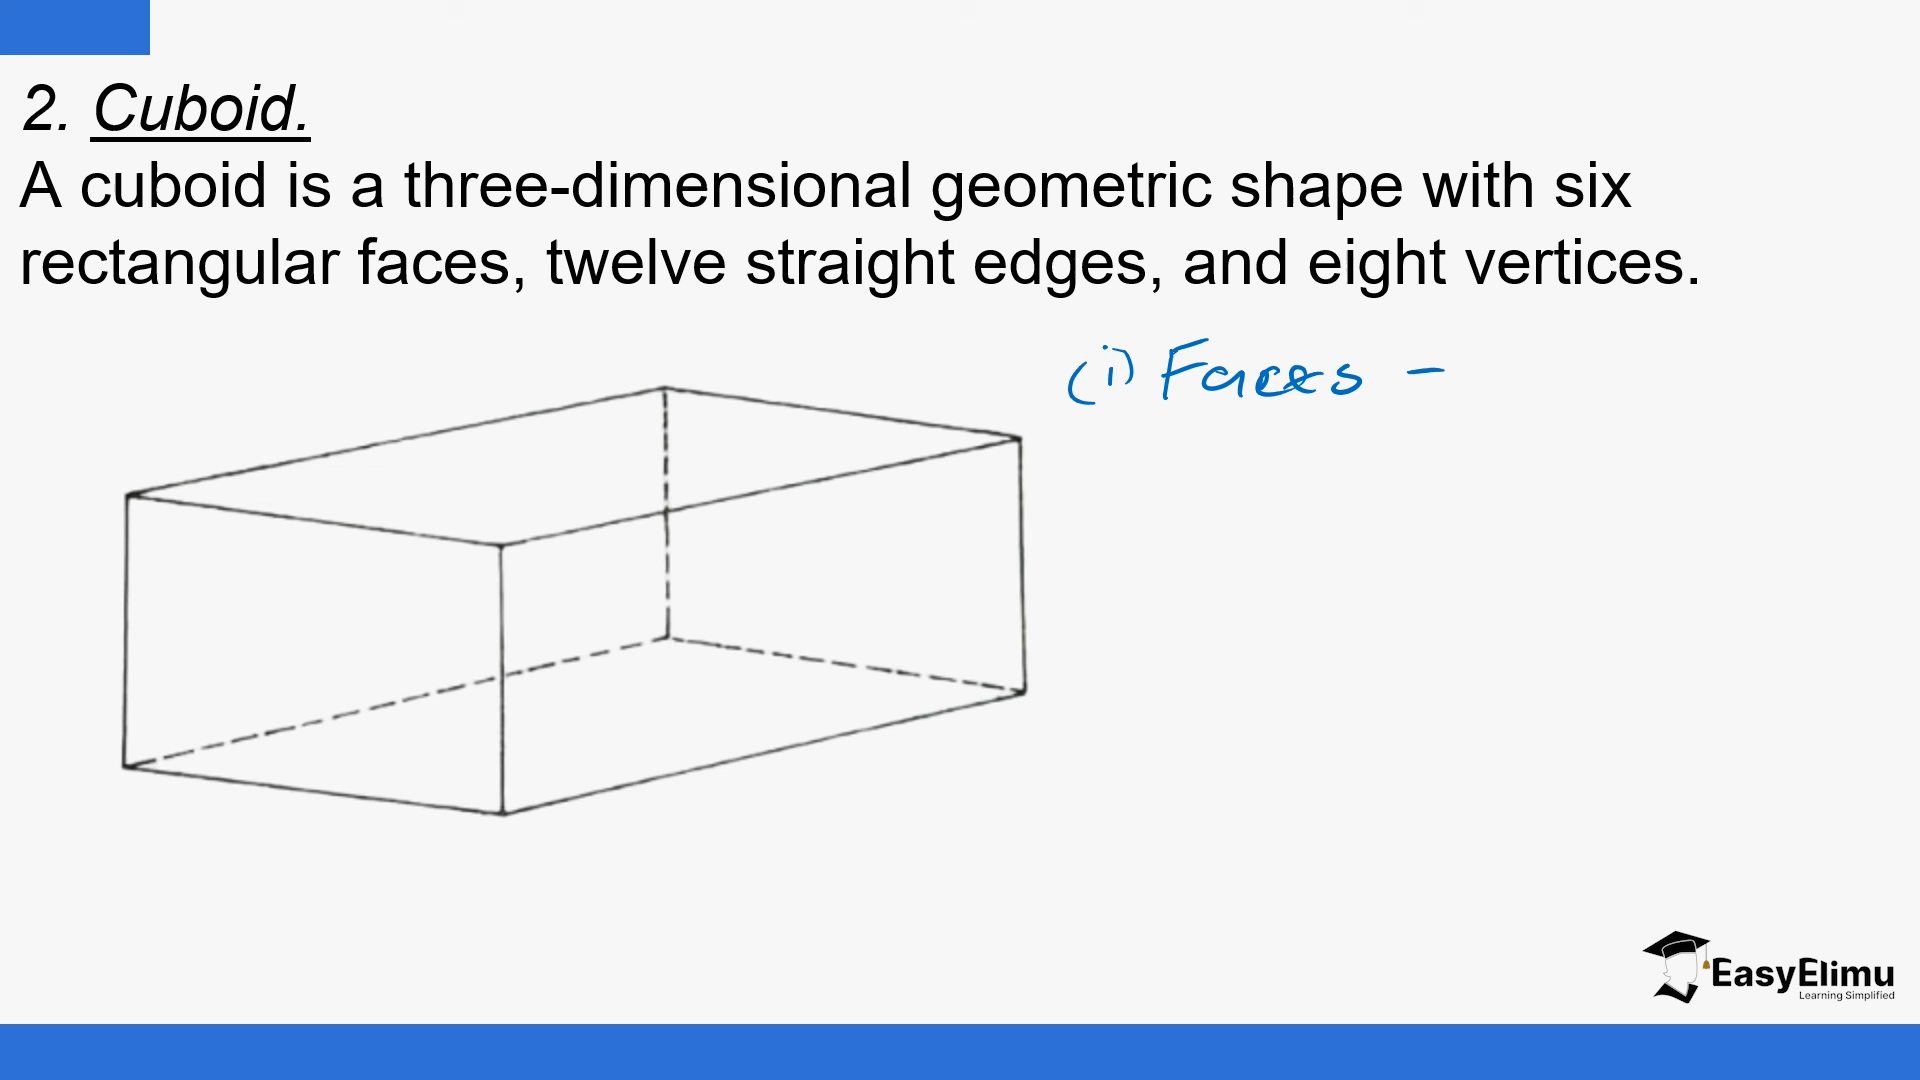 2. Cuboid.
A cuboid is a three-dimensional geometric shape with six
rectangular faces, twelve straight edges, and eight vertices.
(i) Faces -
EasyElimu
Learning Simplified